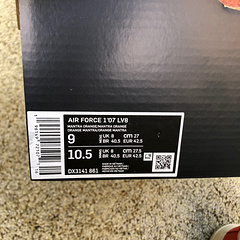 AIR FORCE 1 '07 LV8
MANTRA ORANGE/MANTRA ORANGE
ORANGE MANTRA/ORANGE MANTRA
9 UK 8 cm 27
BR 40.5 EUR 42.5
10.5 UK 8 cm 27.5
BR 40.5 EUR 42.5
DX3141 861